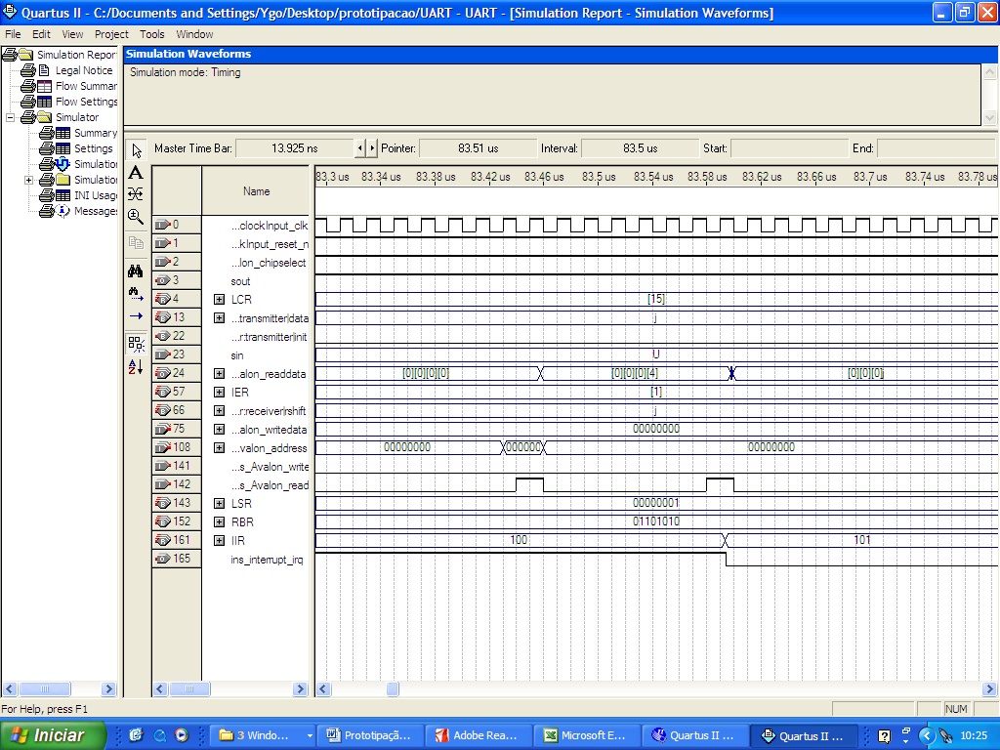 Quartus II - C:/Documents and Settings/Ygo/Desktop/prototipacao/UART - UART - [Simulation Report - Simulation Waveforms]
File Edit View Project Tools Window
Simulation Repor
Legal Notice
Flow Summar
Flow Settings
Simulator
Summary
Settings
Simulatio
Simulatio
INI Usage
Messages
Simulation Waveforms
Simulation mode: Timing
Master Time Bar: 13.925 ns Pointer: 83.51 us Interval: 83.5 us Start: End:
Name
83.3 us 83.34 us 83.38 us 83.42 us 83.46 us 83.5 us 83.54 us 83.58 us 83.62 us 83.66 us 83.7 us 83.74 us 83.78 us
0 ...clockInput_clk
1 ...kInput_reset_n
2 ...lon_chipselect
3 sout
4 LCR [15]
13 ...transmitter|data j
22 ...r:transmitter|init
23 sin U
24 ...alon_readdata [0][0][0][0] [0][0][0][4] [0][0][0]j
57 IER [1]
66 ...r:receiver|rshift j
75 ...alon_writedata 00000000
108 ...valon_address 00000000 000000 00000000
141 ...s_Avalon_write
142 ...s_Avalon_read
143 LSR 00000001
152 RBR 01101010
161 IIR 100 101
165 ins_interrupt_irq
For Help, press F1
NUM
Iniciar
3 Windo...
Prototipaçã...
Adobe Rea...
Microsoft E...
Quartus II ...
Quartus II ...
10:25